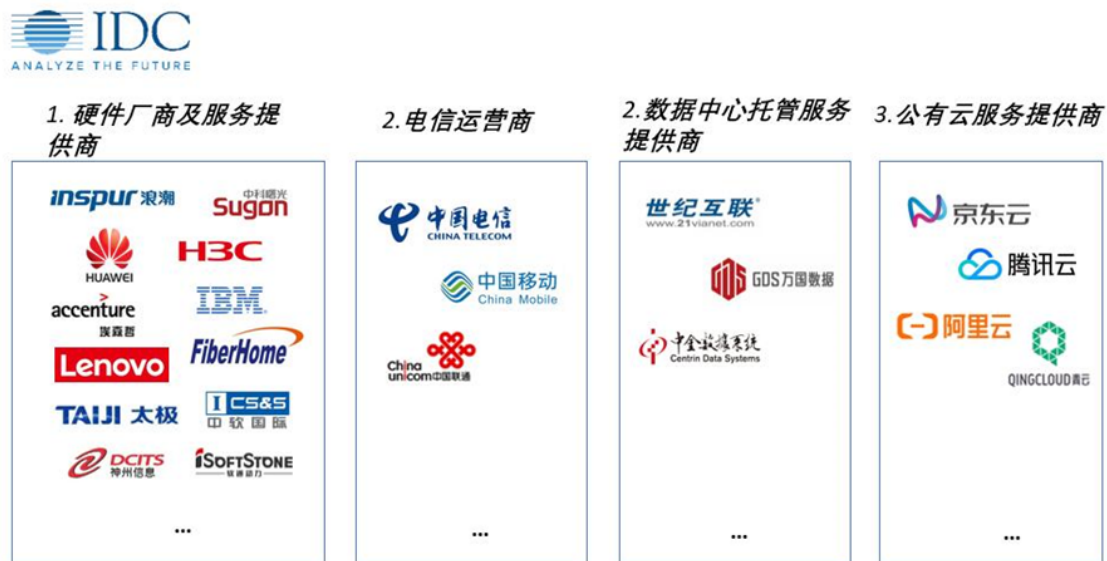 IDC
ANALYZE THE FUTURE
1. 硬件厂商及服务提
供商
inspur 浪潮
中科曙光
Sugon
HUAWEI
H3C
accenture
埃森哲
IBM
Lenovo
FiberHome
TAIJI 太极
I CS&S
中软国际
DCITS
神州信息
iSOFTSTONE
软通动力
...
2.电信运营商
中国电信
CHINA TELECOM
中国移动
China Mobile
China
unicom中国联通
...
2.数据中心托管服务
提供商
世纪互联
www.21vianet.com
GDS GDS万国数据
中金数据系统
Centrin Data Systems
...
3.公有云服务提供商
京东云
腾讯云
阿里云
QINGCLOUD青云
...